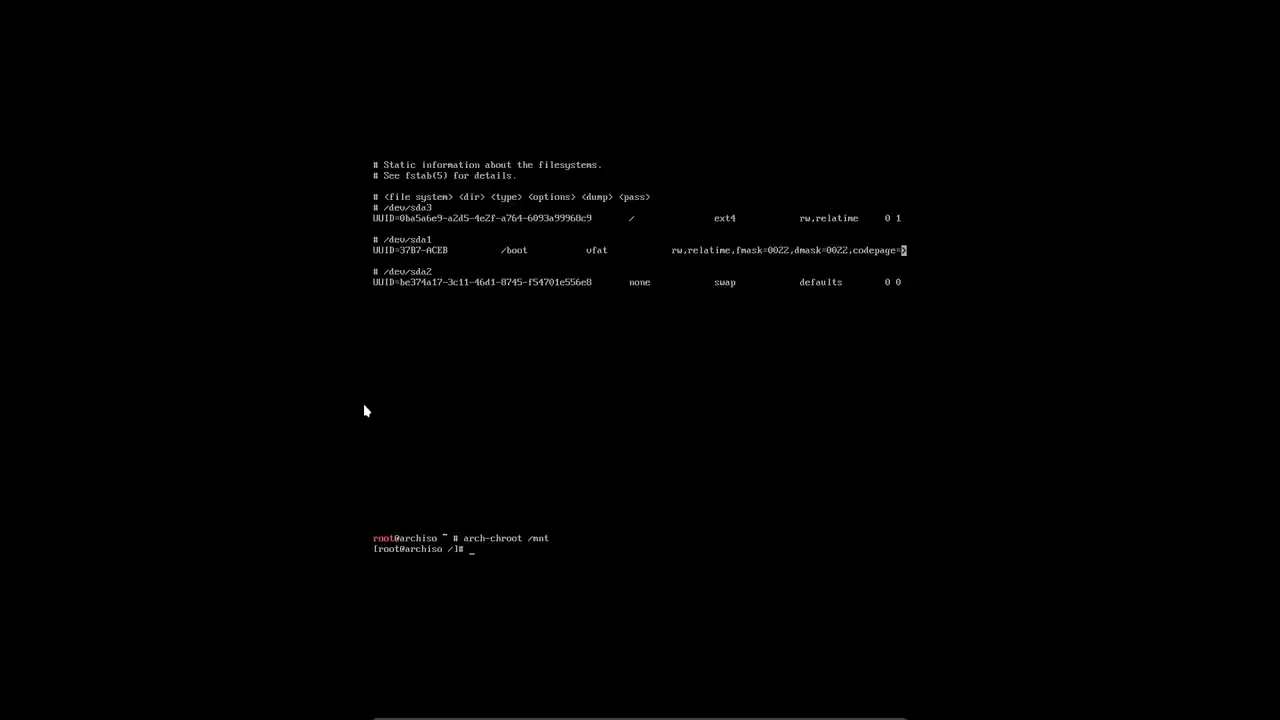 # Static information about the filesystems.
# See fstab(5) for details.
# <file system> <dir> <type> <options> <dump> <pass>
# /dev/sda3
UUID=0ba5a6e9-a2d5-4e2f-a764-6093a99968c9 / ext4 rw,relatime 0 1
# /dev/sda1
UUID=37B7-ACEB /boot vfat rw,relatime,fmask=0022,dmask=0022,codepage=>
# /dev/sda2
UUID=be374a17-3c11-46d1-8745-f54701e556e8 none swap defaults 0 0
root@archiso ~ # arch-chroot /mnt
[root@archiso /]# _